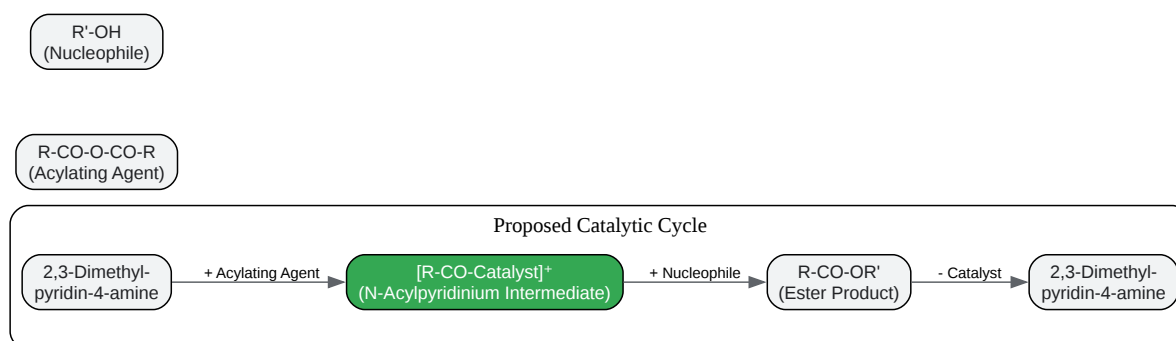 R'-OH
(Nucleophile)
R-CO-O-CO-R
(Acylating Agent)
Proposed Catalytic Cycle
2,3-Dimethyl-
pyridin-4-amine
+ Acylating Agent
[R-CO-Catalyst]⁺
(N-Acylpyridinium Intermediate)
+ Nucleophile
R-CO-OR'
(Ester Product)
- Catalyst
2,3-Dimethyl-
pyridin-4-amine